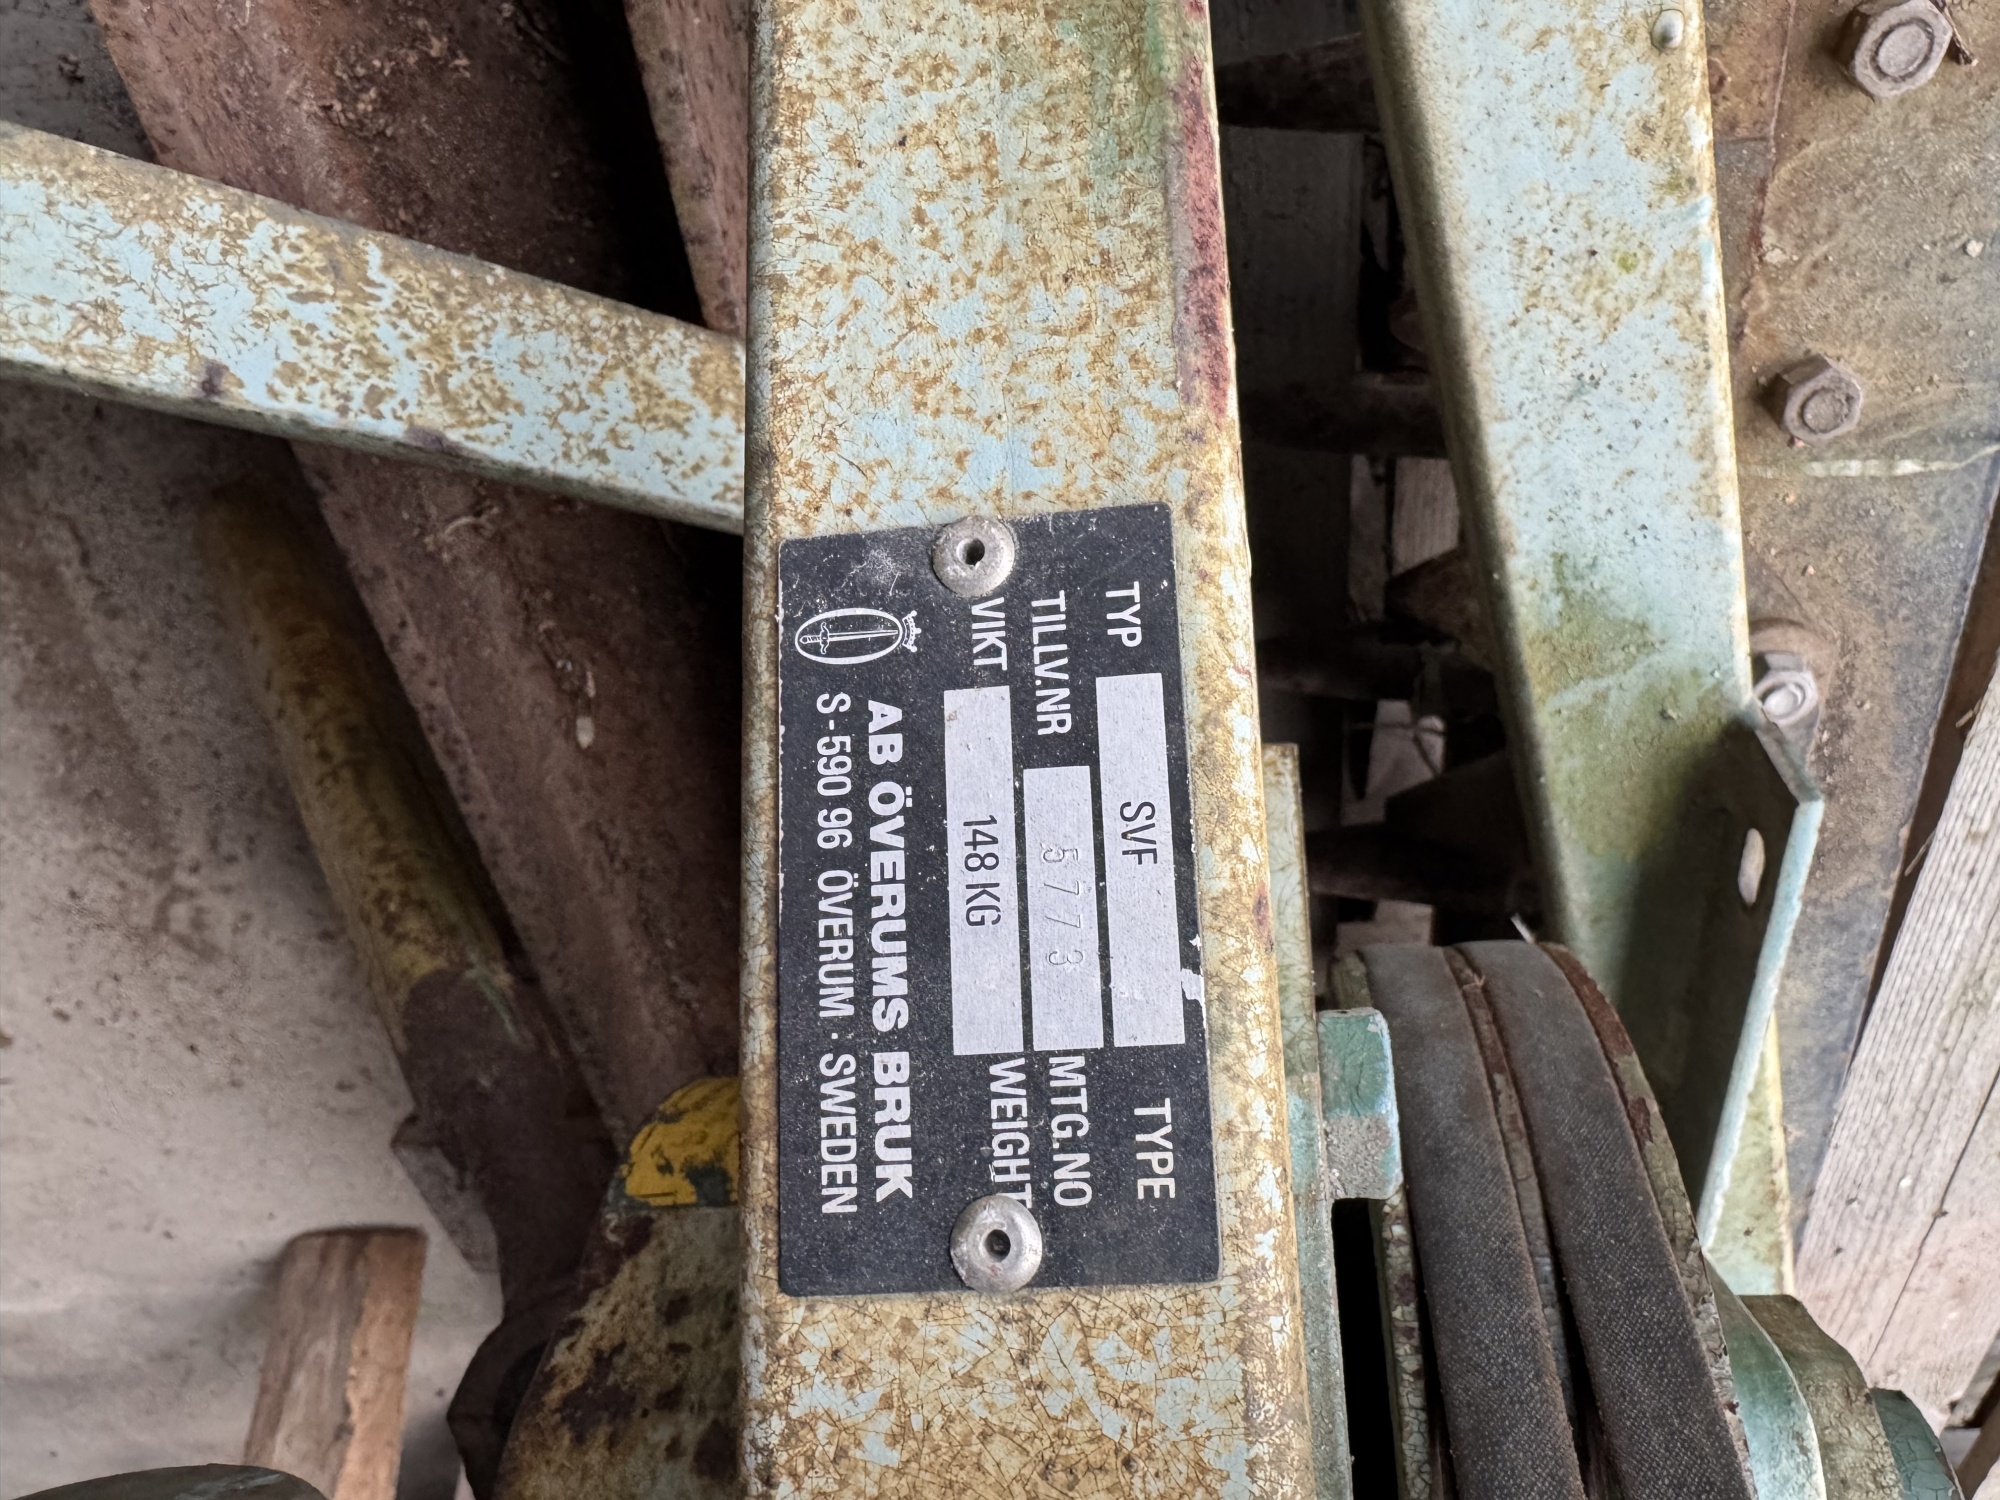 TYP SVF TYPE
TILLV.NR 5773 MTG.NO
VIKT 148 KG WEIGHT
AB ÖVERUMS BRUK
S-590 96 ÖVERUM · SWEDEN